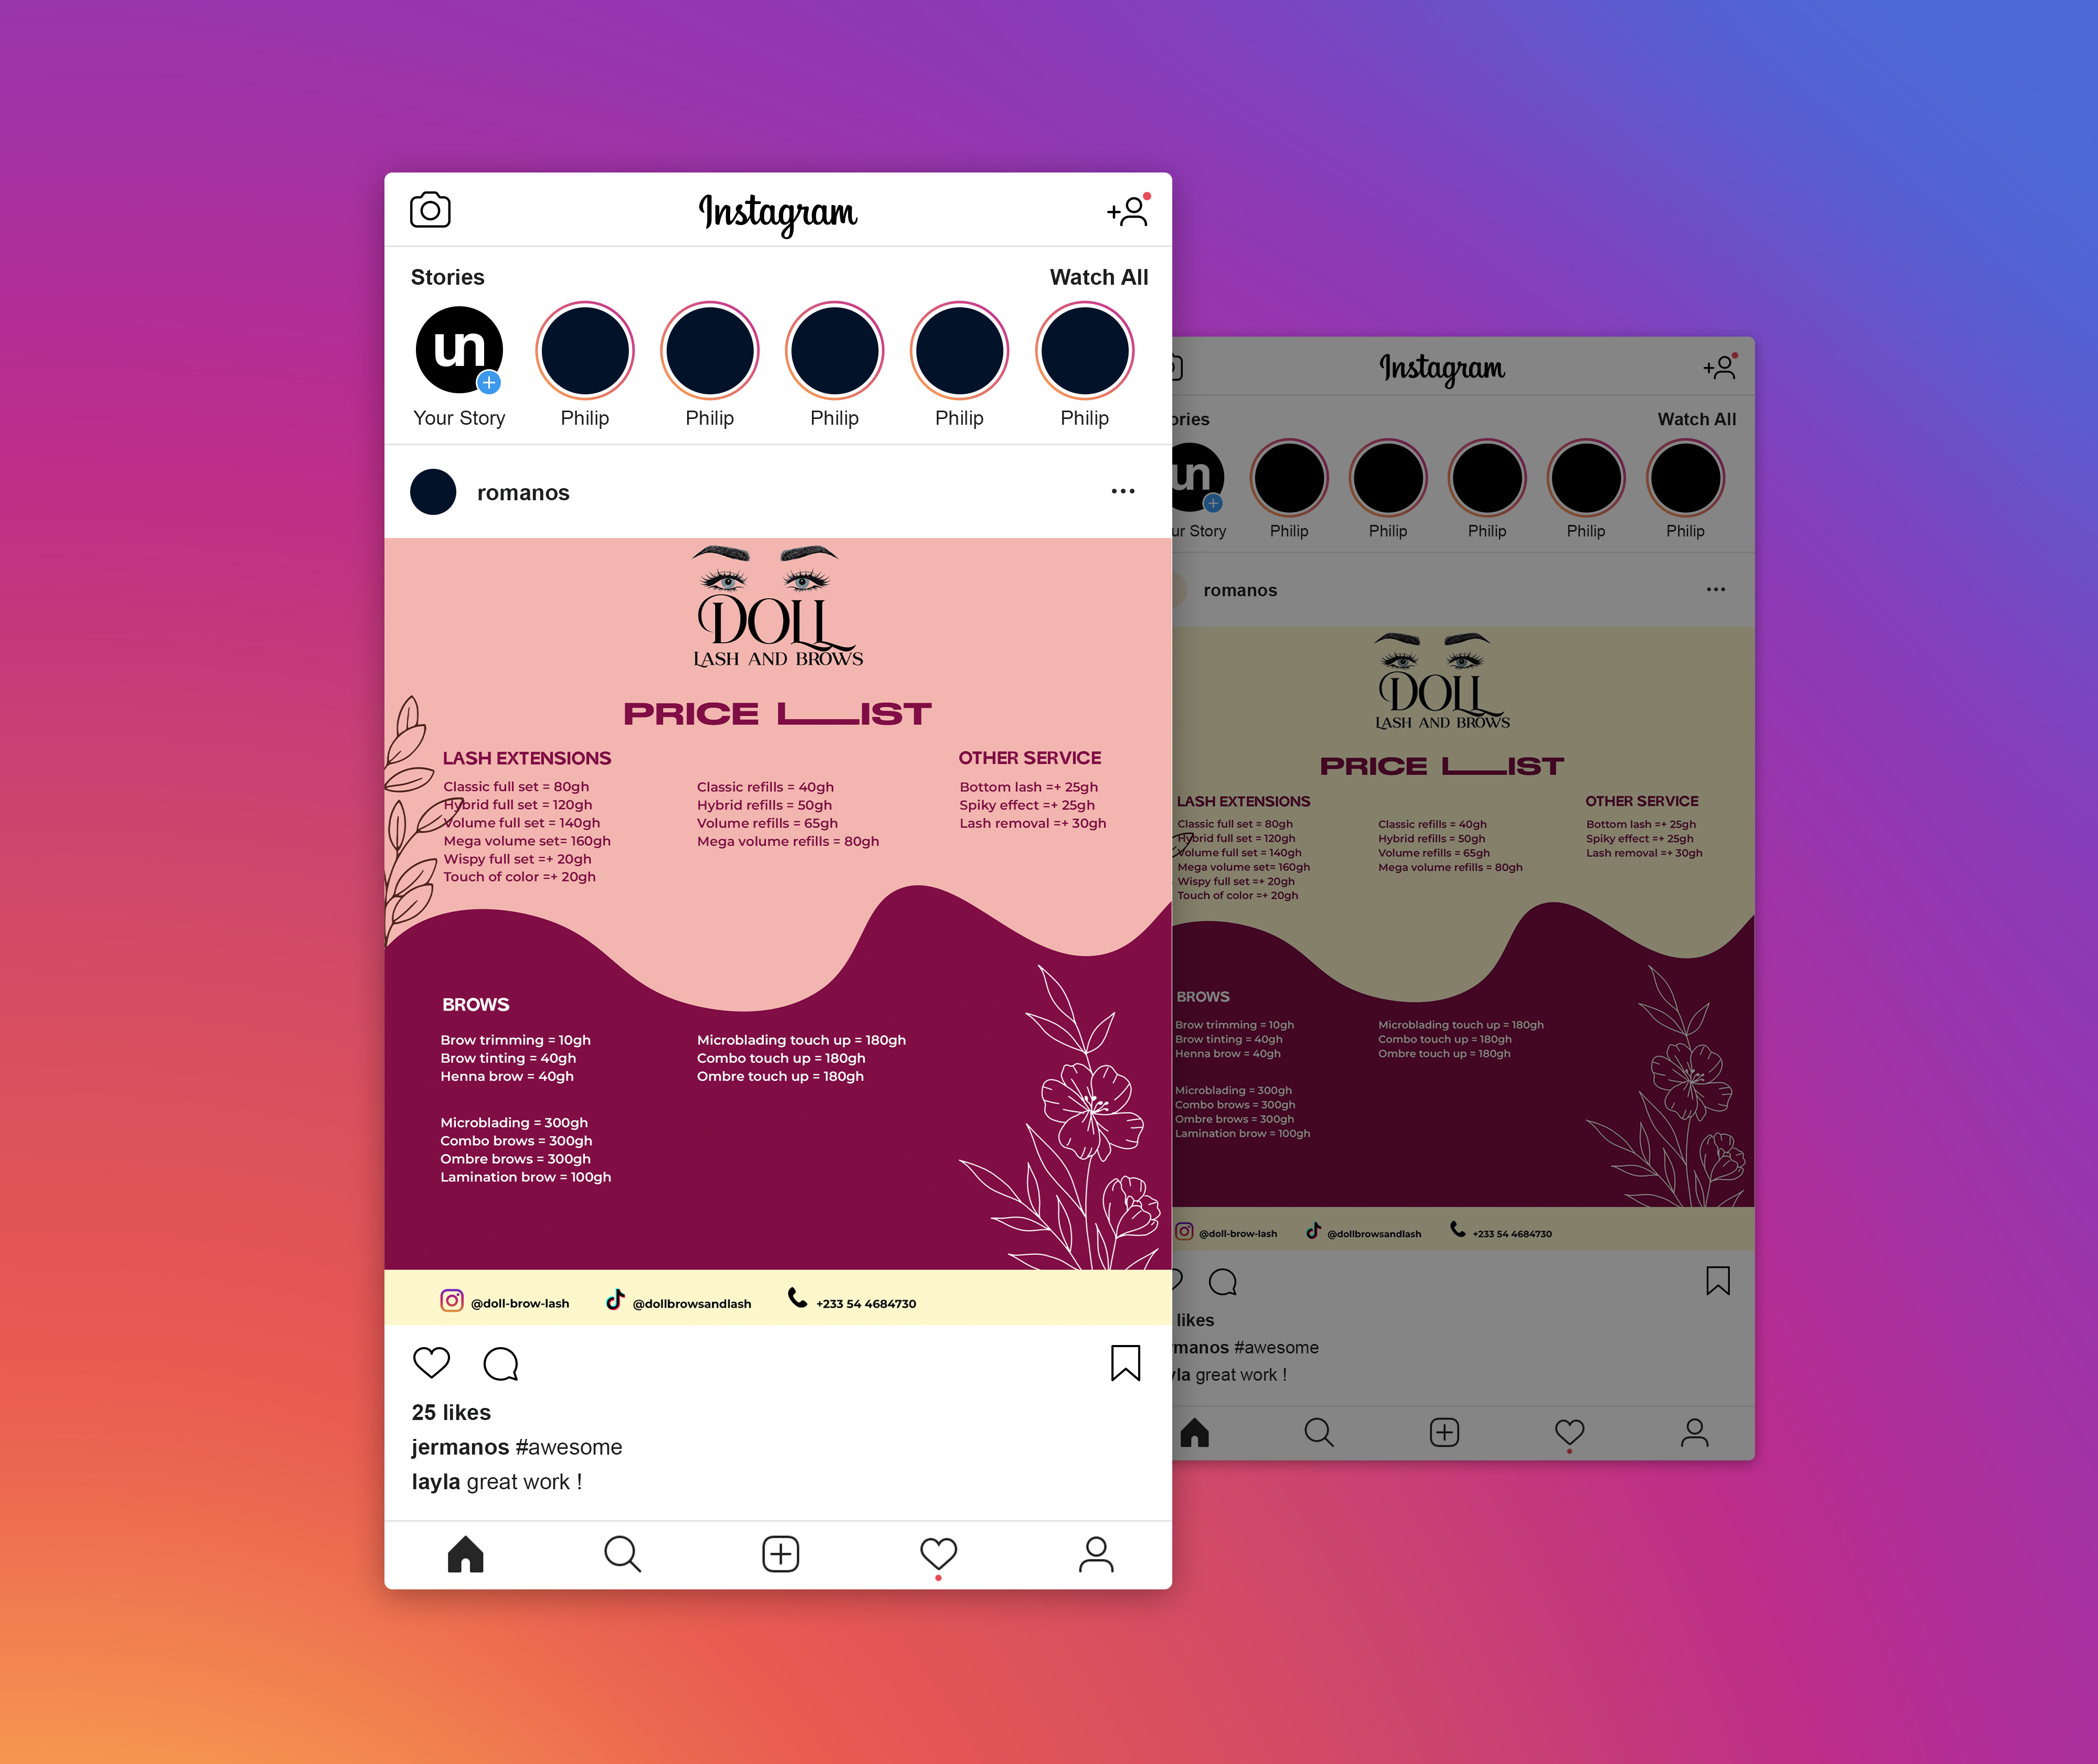 Instagram
Stories
Watch All
un
Your Story
Philip
Philip
Philip
Philip
Philip
romanos
DOLL
LASH AND BROWS
PRICE LIST
LASH EXTENSIONS
Classic full set = 80gh
Hybrid full set = 120gh
Volume full set = 140gh
Mega volume set= 160gh
Wispy full set =+ 20gh
Touch of color =+ 20gh
Classic refills = 40gh
Hybrid refills = 50gh
Volume refills = 65gh
Mega volume refills = 80gh
OTHER SERVICE
Bottom lash =+ 25gh
Spiky effect =+ 25gh
Lash removal =+ 30gh
BROWS
Brow trimming = 10gh
Brow tinting = 40gh
Henna brow = 40gh
Microblading = 300gh
Combo brows = 300gh
Ombre brows = 300gh
Lamination brow = 100gh
Microblading touch up = 180gh
Combo touch up = 180gh
Ombre touch up = 180gh
@doll-brow-lash
@dollbrowsandlash
+233 54 4684730
25 likes
jermanos #awesome
layla great work !
Instagram
ories
Watch All
un
ur Story
Philip
Philip
Philip
Philip
Philip
romanos
DOLL
LASH AND BROWS
PRICE LIST
LASH EXTENSIONS
Classic full set = 80gh
Hybrid full set = 120gh
Volume full set = 140gh
Mega volume set= 160gh
Wispy full set =+ 20gh
Touch of color =+ 20gh
Classic refills = 40gh
Hybrid refills = 50gh
Volume refills = 65gh
Mega volume refills = 80gh
OTHER SERVICE
Bottom lash =+ 25gh
Spiky effect =+ 25gh
Lash removal =+ 30gh
BROWS
Brow trimming = 10gh
Brow tinting = 40gh
Henna brow = 40gh
Microblading = 300gh
Combo brows = 300gh
Ombre brows = 300gh
Lamination brow = 100gh
Microblading touch up = 180gh
Combo touch up = 180gh
Ombre touch up = 180gh
@doll-brow-lash
@dollbrowsandlash
+233 54 4684730
likes
manos #awesome
la great work !